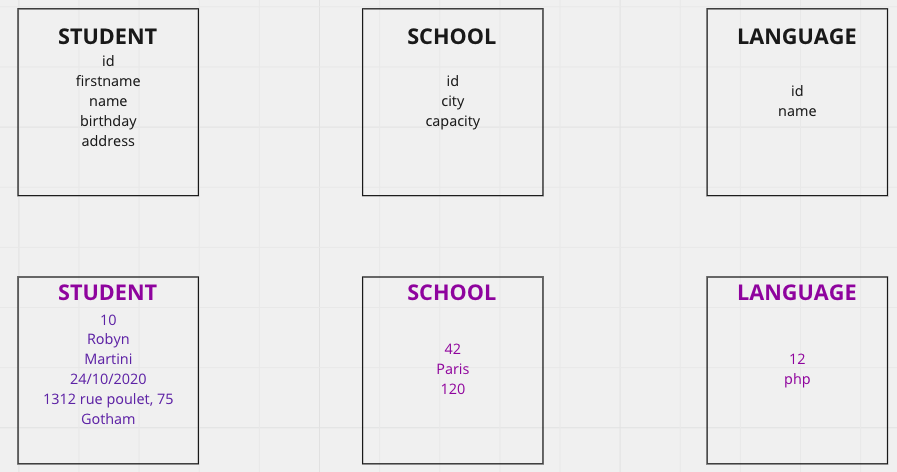 STUDENT
id
firstname
name
birthday
address
SCHOOL
id
city
capacity
LANGUAGE
id
name
STUDENT
10
Robyn
Martini
24/10/2020
1312 rue poulet, 75
Gotham
SCHOOL
42
Paris
120
LANGUAGE
12
php